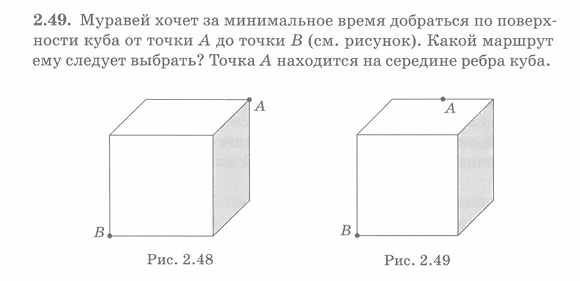 2.49. Муравей хочет за минимальное время добраться по поверх-
ности куба от точки A до точки B (см. рисунок). Какой маршрут
ему следует выбрать? Точка A находится на середине ребра куба.
A
A
B
B
Рис. 2.48
Рис. 2.49